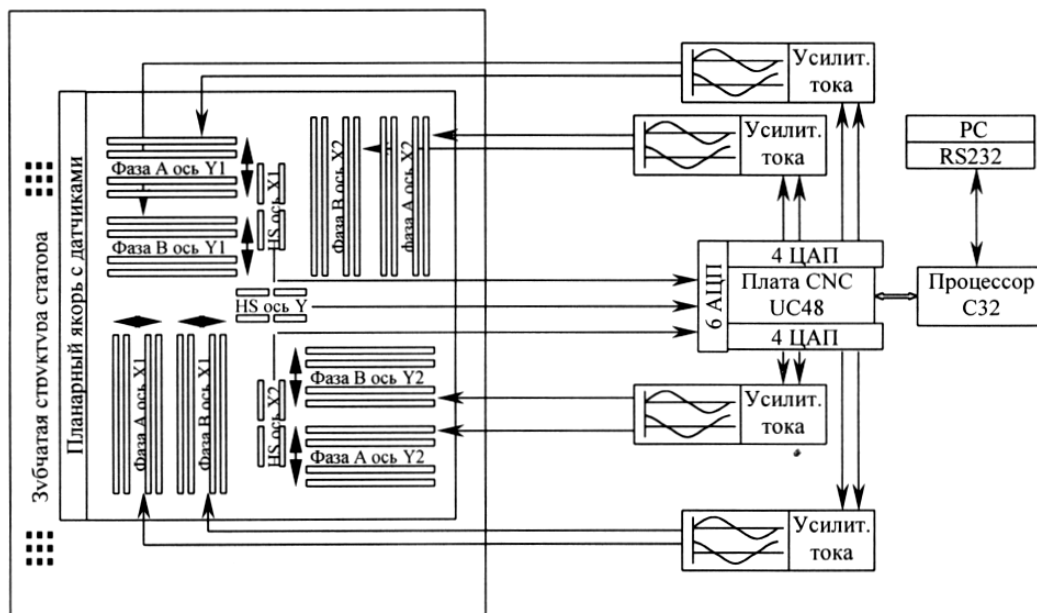 Зубчатая структура статора
Планарный якорь с датчиками
Фаза A ось Y1
Фаза B ось Y1
HS ось X1
Фаза B ось X2
Фаза A ось X2
HS ось Y
Фаза A ось X1
Фаза B ось X1
HS ось X2
Фаза B ось Y2
Фаза A ось Y2
Усилит.
тока
Усилит.
тока
6 АЦП
4 ЦАП
Плата CNC
UC48
4 ЦАП
Усилит.
тока
Усилит.
тока
PC
RS232
Процессор
C32